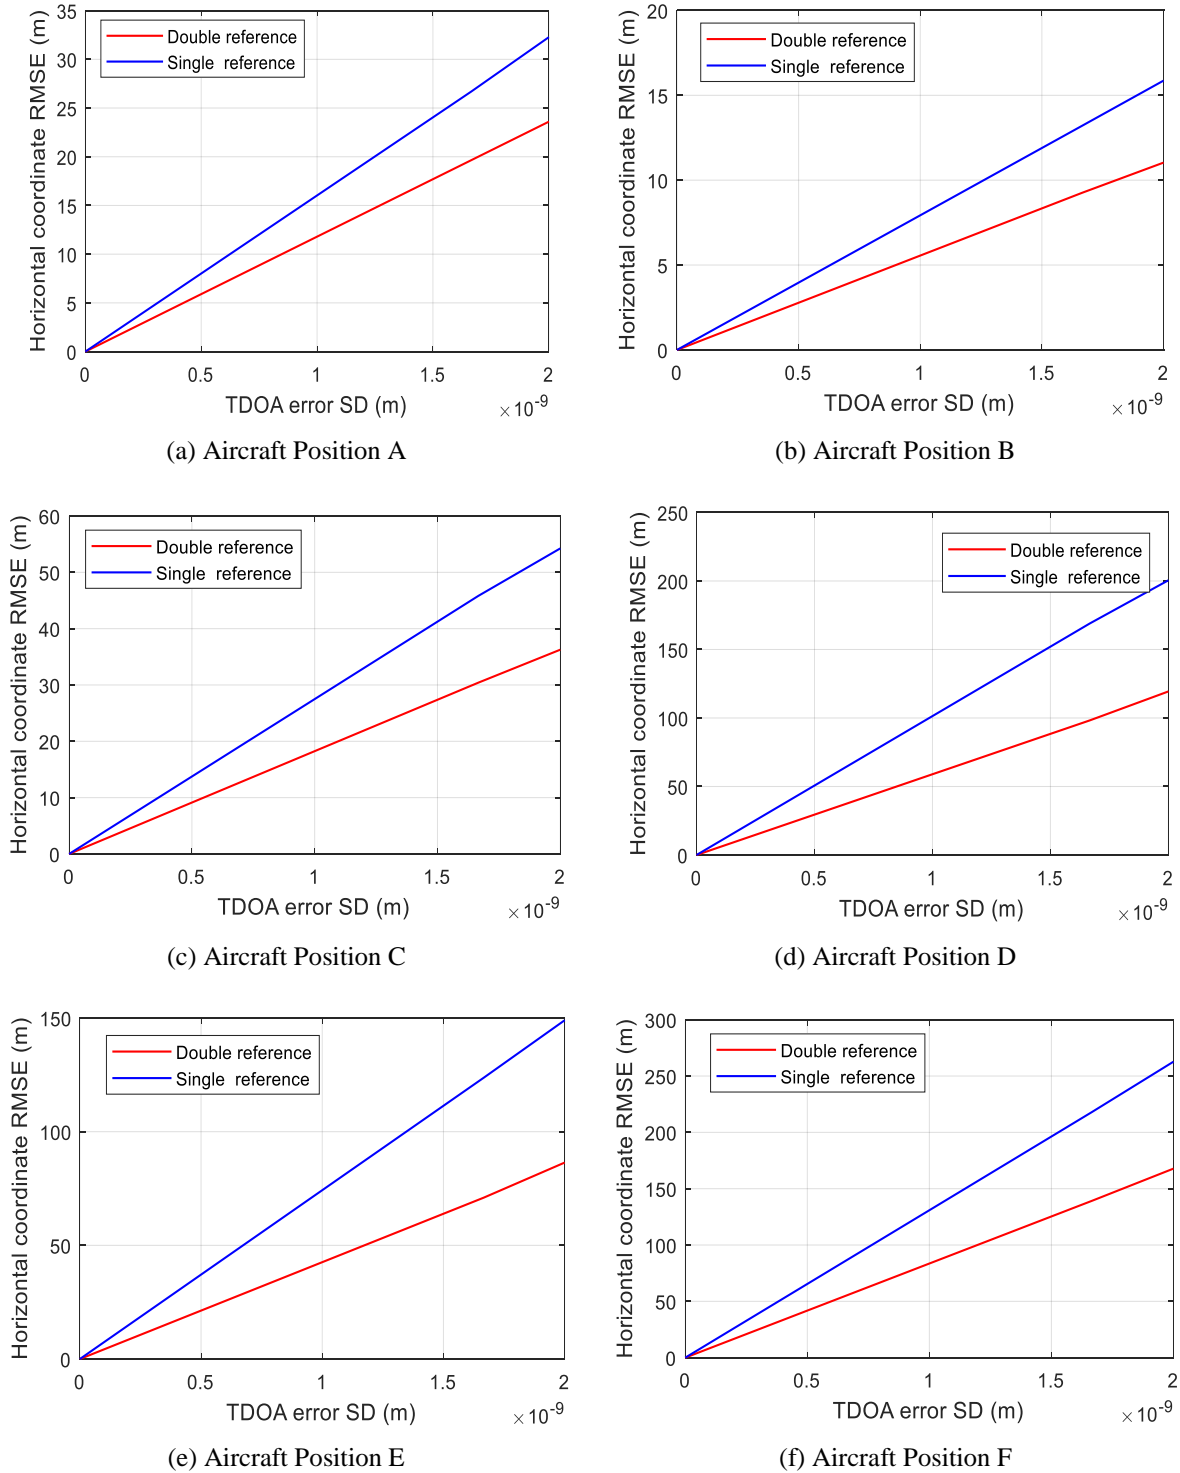 Horizontal coordinate RMSE (m)
35
30
25
20
15
10
5
0
Double reference
Single reference
0 0.5 1 1.5 2
TDOA error SD (m) ×10-9
(a) Aircraft Position A
Horizontal coordinate RMSE (m)
20
15
10
5
0
Double reference
Single reference
0 0.5 1 1.5 2
TDOA error SD (m) ×10-9
(b) Aircraft Position B
Horizontal coordinate RMSE (m)
60
50
40
30
20
10
0
Double reference
Single reference
0 0.5 1 1.5 2
TDOA error SD (m) ×10-9
(c) Aircraft Position C
Horizontal coordinate RMSE (m)
250
200
150
100
50
0
Double reference
Single reference
0 0.5 1 1.5 2
TDOA error SD (m) ×10-9
(d) Aircraft Position D
Horizontal coordinate RMSE (m)
150
100
50
0
Double reference
Single reference
0 0.5 1 1.5 2
TDOA error SD (m) ×10-9
(e) Aircraft Position E
Horizontal coordinate RMSE (m)
300
250
200
150
100
50
0
Double reference
Single reference
0 0.5 1 1.5 2
TDOA error SD (m) ×10-9
(f) Aircraft Position F